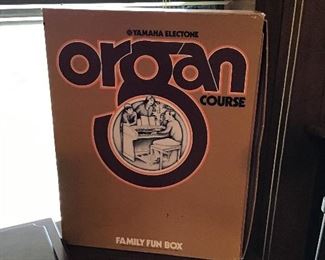 YAMAHA ELECTONE
organ
COURSE
FAMILY FUN BOX